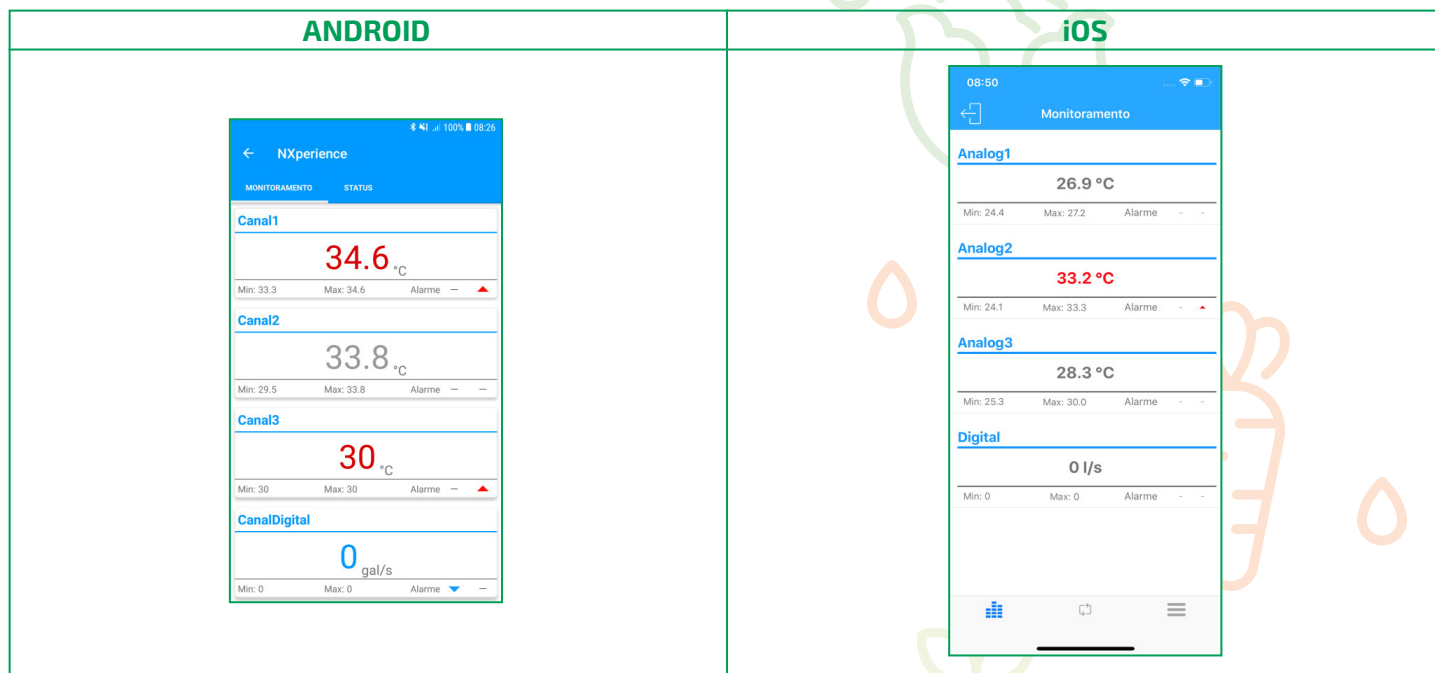 ANDROID
100% 08:26
NXperience
MONITORAMENTO STATUS
Canal1
34.6 °C
Min: 33.3 Max: 34.6 Alarme –
Canal2
33.8 °C
Min: 29.5 Max: 33.8 Alarme – –
Canal3
30 °C
Min: 30 Max: 30 Alarme –
CanalDigital
0 gal/s
Min: 0 Max: 0 Alarme –
iOS
08:50
Monitoramento
Analog1
26.9 °C
Min: 24.4 Max: 27.2 Alarme - -
Analog2
33.2 °C
Min: 24.1 Max: 33.3 Alarme -
Analog3
28.3 °C
Min: 25.3 Max: 30.0 Alarme - -
Digital
0 l/s
Min: 0 Max: 0 Alarme - -